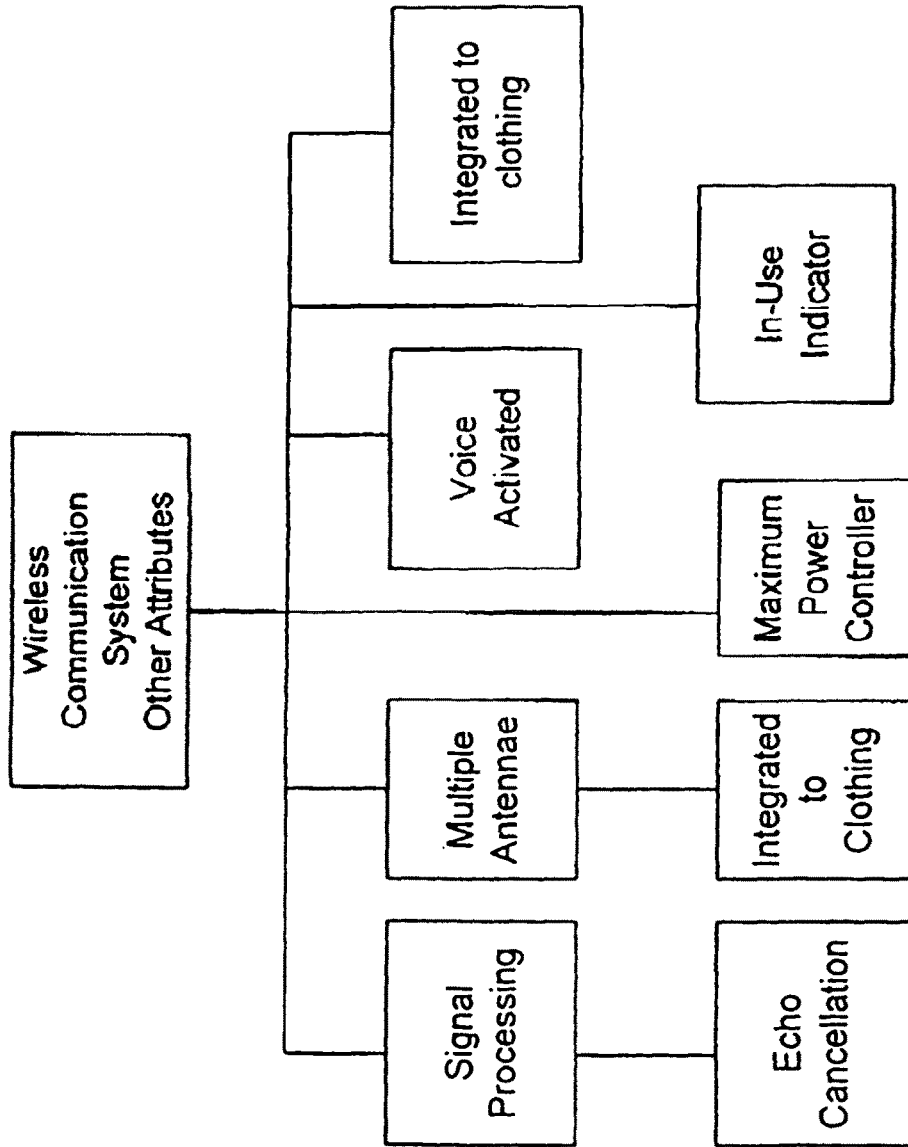 Wireless
Communication
System
Other Attributes
Signal
Processing
Multiple
Antennae
Voice
Activated
Integrated to
clothing
Echo
Cancellation
Integrated
to
Clothing
Maximum
Power
Controller
In-Use
Indicator